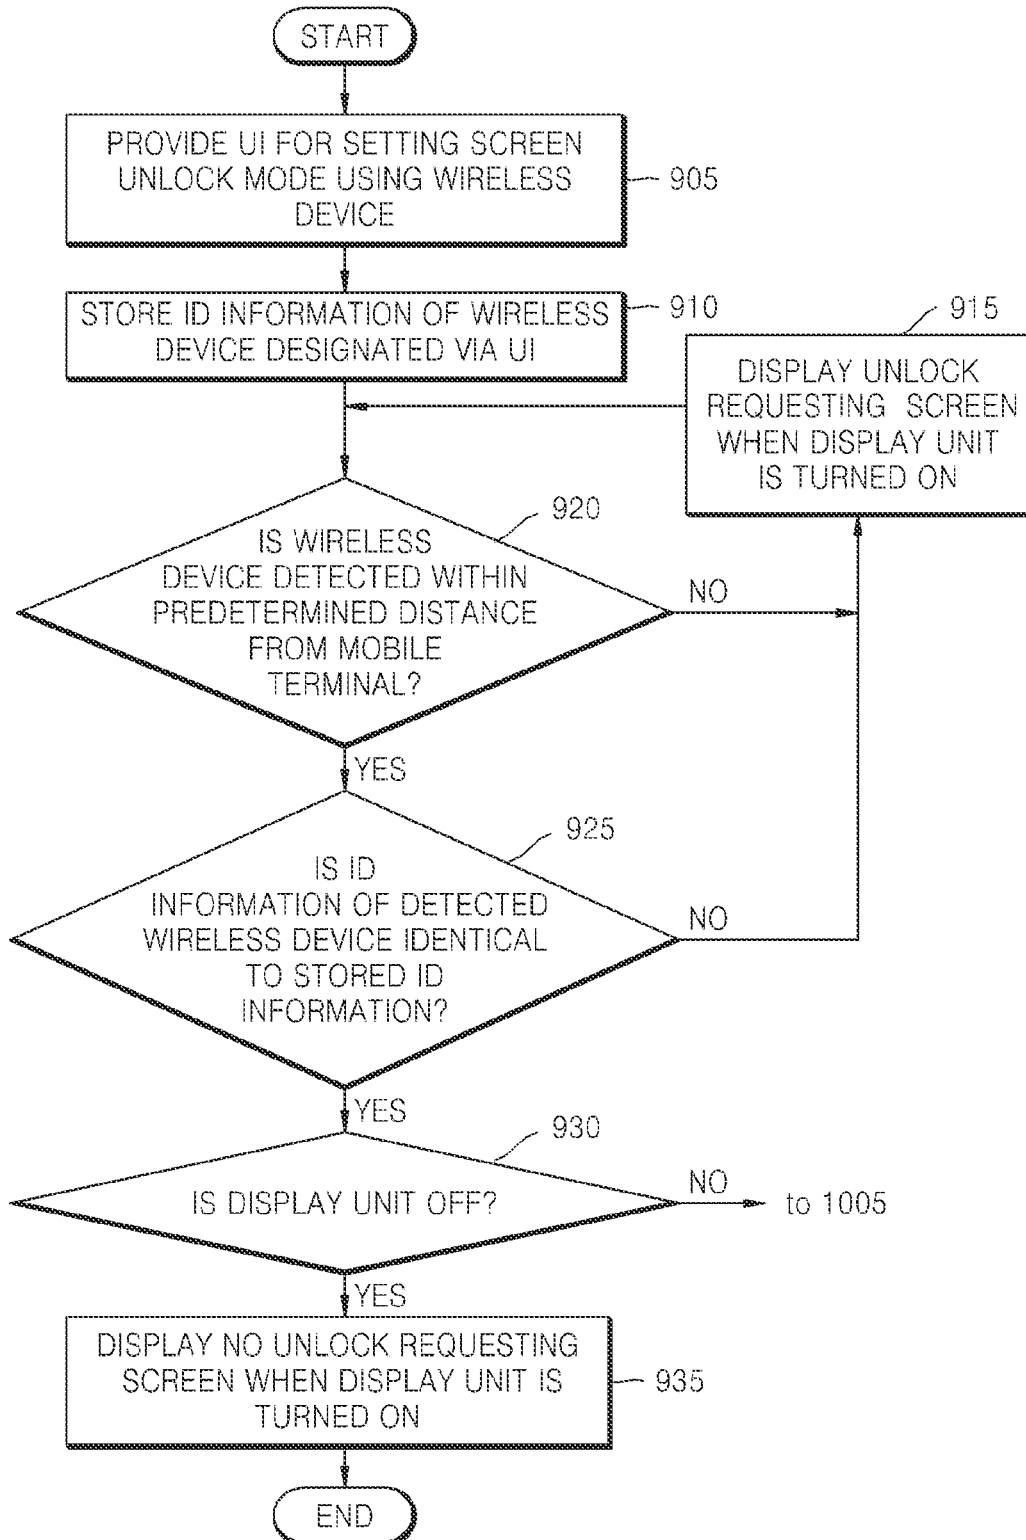 START
PROVIDE UI FOR SETTING SCREEN
UNLOCK MODE USING WIRELESS
DEVICE
905
STORE ID INFORMATION OF WIRELESS
DEVICE DESIGNATED VIA UI
910
915
DISPLAY UNLOCK
REQUESTING SCREEN
WHEN DISPLAY UNIT
IS TURNED ON
920
IS WIRELESS
DEVICE DETECTED WITHIN
PREDETERMINED DISTANCE
FROM MOBILE
TERMINAL?
NO
YES
925
IS ID
INFORMATION OF DETECTED
WIRELESS DEVICE IDENTICAL
TO STORED ID
INFORMATION?
NO
YES
930
IS DISPLAY UNIT OFF?
NO
to 1005
YES
DISPLAY NO UNLOCK REQUESTING
SCREEN WHEN DISPLAY UNIT IS
TURNED ON
935
END